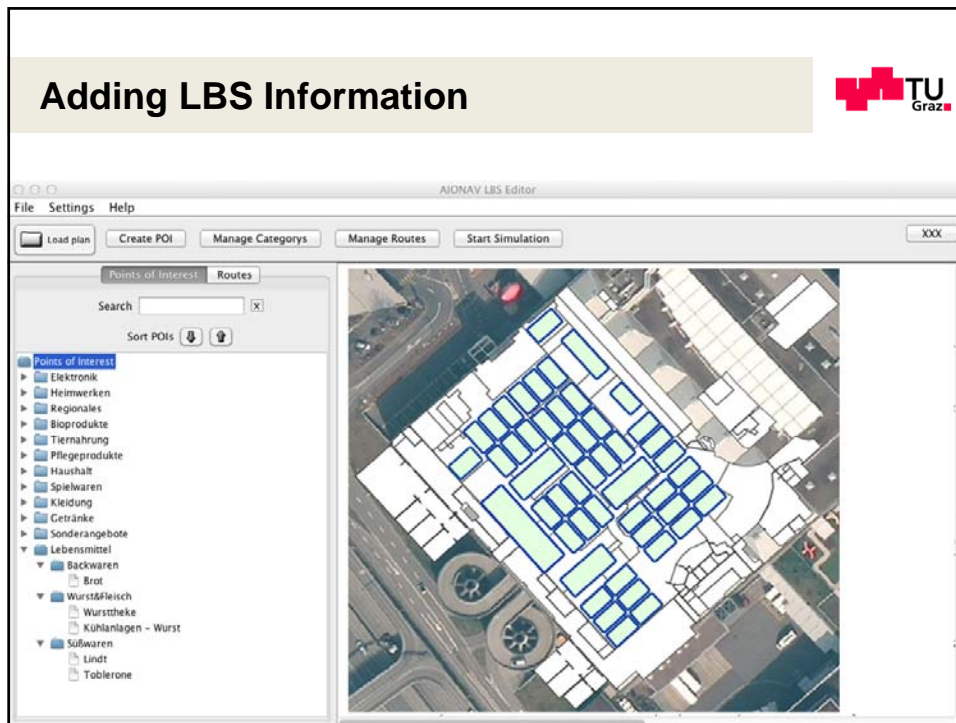 Adding LBS Information
TU
Graz
AIONAV LBS Editor
File Settings Help
Load plan Create POI Manage Categorys Manage Routes Start Simulation XXX
Points of Interest Routes
Search X
Sort POIs
Points of Interest
Elektronik
Heimwerken
Regionales
Bioprodukte
Tiernahrung
Pflegeprodukte
Haushalt
Spielwaren
Kleidung
Getränke
Sonderangebote
Lebensmittel
Backwaren
Brot
Wurst&Fleisch
Wursttheke
Kühlanlagen - Wurst
Süßwaren
Lindt
Toblerone